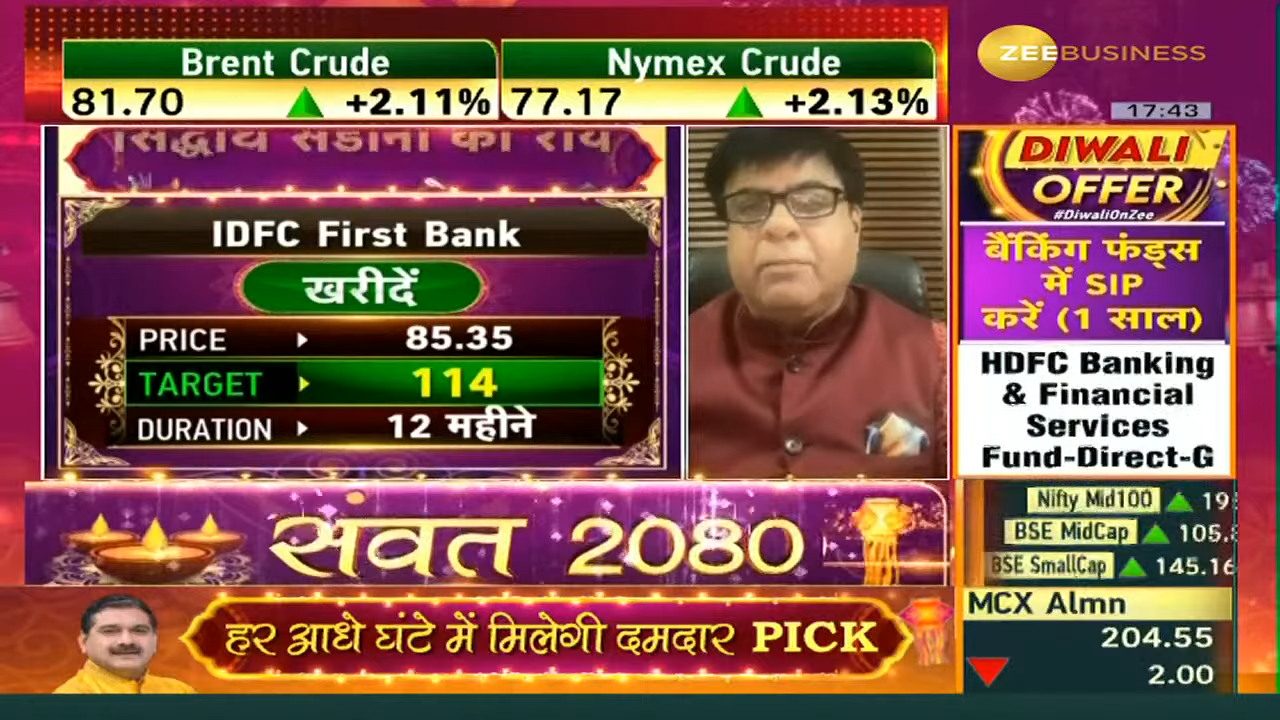 Brent Crude
81.70 +2.11%
Nymex Crude
77.17 +2.13%
ZEEBUSINESS
17:43
IDFC First Bank
खरीदें
PRICE 85.35
TARGET 114
DURATION 12 महीने
DIWALI
OFFER
#DiwaliOnZee
बैंकिंग फंड्स
में SIP
करें (1 साल)
HDFC Banking
& Financial
Services
Fund-Direct-G
संवत 2080
Nifty Mid100
BSE MidCap
BSE SmallCap 145.16
MCX Almn
204.55
2.00
हर आधे घंटे में मिलेगी दमदार PICK